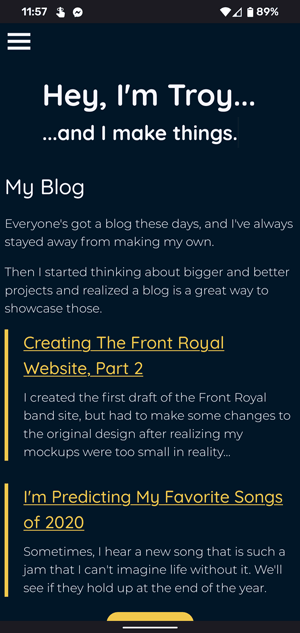 11:57
89%
Hey, I'm Troy...
...and I make things.
My Blog
Everyone's got a blog these days, and I've always
stayed away from making my own.
Then I started thinking about bigger and better
projects and realized a blog is a great way to
showcase those.
Creating The Front Royal
Website, Part 2
I created the first draft of the Front Royal
band site, but had to make some changes to
the original design after realizing my
mockups were too small in reality...
I'm Predicting My Favorite Songs
of 2020
Sometimes, I hear a new song that is such a
jam that I can't imagine life without it. We'll
see if they hold up at the end of the year.